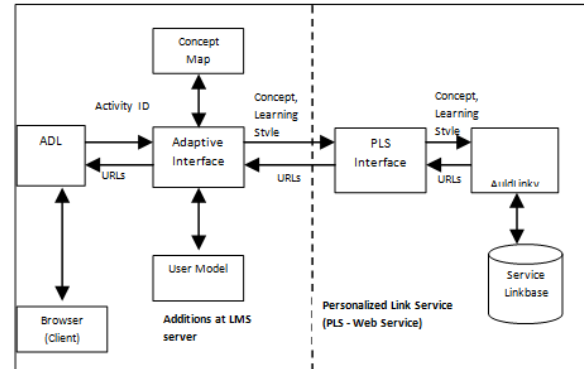 Concept
Map
Activity ID
Concept,
Learning
Style
Concept,
Learning
Style
ADL
Adaptive
Interface
PLS
Interface
AuldLinky
URLs
URLs
URLs
User Model
Service
Linkbase
Browser
(Client)
Additions at LMS
server
Personalized Link Service
(PLS - Web Service)